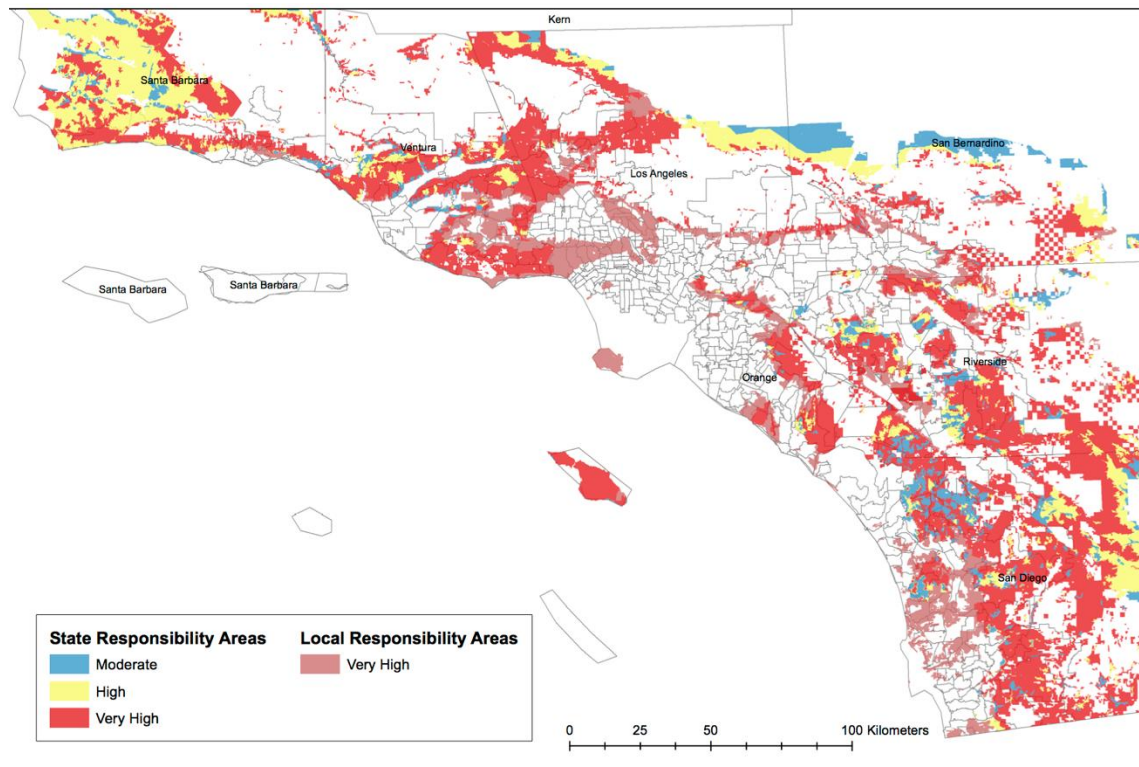 Kern
Santa Barbara
San Bernardino
Ventura
Los Angeles
Santa Barbara
Santa Barbara
Riverside
Orange
San Diego
State Responsibility Areas
Moderate
High
Very High
Local Responsibility Areas
Very High
0 25 50 100 Kilometers